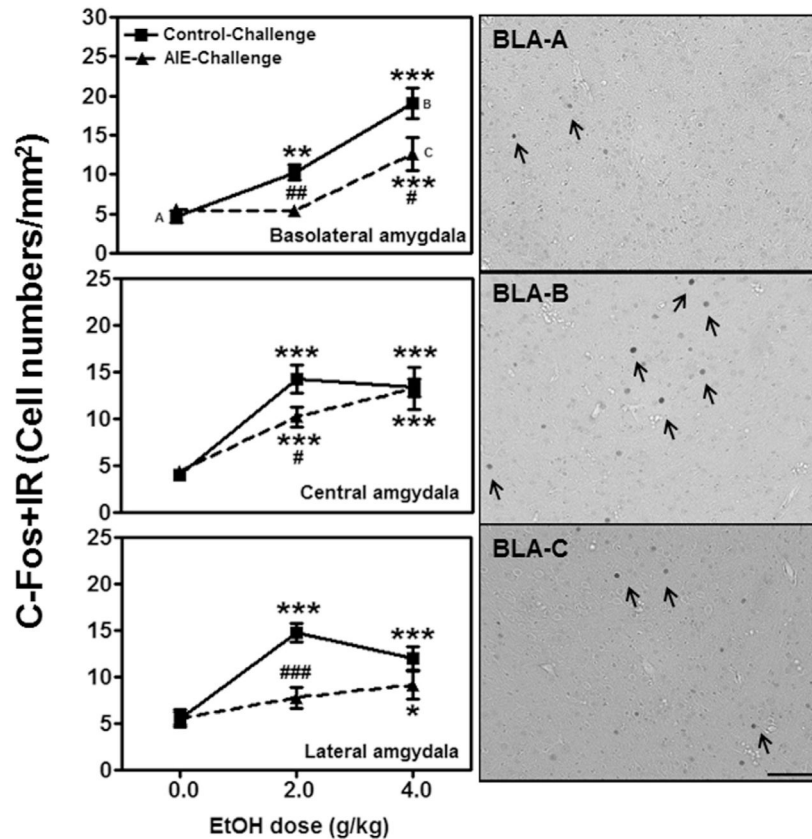 C-Fos+IR (Cell numbers/mm²)
30
25
20
15
10
5
0
Control-Challenge
AIE-Challenge
***
B
**
C
##
***
#
A
Basolateral amygdala
25
20
15
10
5
0
***
***
***
***
#
Central amgydala
25
20
15
10
5
0
***
***
###
*
Lateral amygdala
0.0
2.0
4.0
EtOH dose (g/kg)
BLA-A
BLA-B
BLA-C